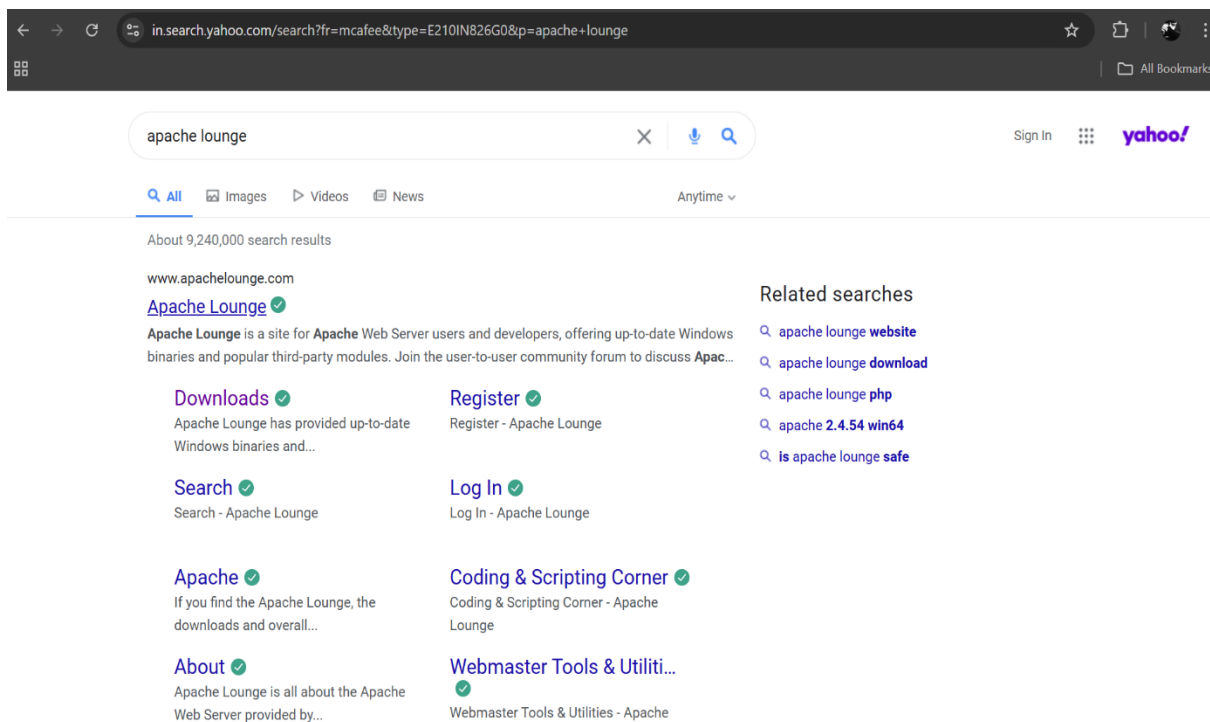 in.search.yahoo.com/search?fr=mcafee&type=E210IN826G0&p=apache+lounge
All Bookmarks
apache lounge
Sign In
yahoo!
All
Images
Videos
News
Anytime
About 9,240,000 search results
www.apachelounge.com
Apache Lounge
Apache Lounge is a site for Apache Web Server users and developers, offering up-to-date Windows
binaries and popular third-party modules. Join the user-to-user community forum to discuss Apac...
Downloads
Apache Lounge has provided up-to-date
Windows binaries and...
Register
Register - Apache Lounge
Search
Search - Apache Lounge
Log In
Log In - Apache Lounge
Apache
If you find the Apache Lounge, the
downloads and overall...
Coding & Scripting Corner
Coding & Scripting Corner - Apache
Lounge
About
Apache Lounge is all about the Apache
Web Server provided by...
Webmaster Tools & Utiliti...
Webmaster Tools & Utilities - Apache
Related searches
apache lounge website
apache lounge download
apache lounge php
apache 2.4.54 win64
is apache lounge safe